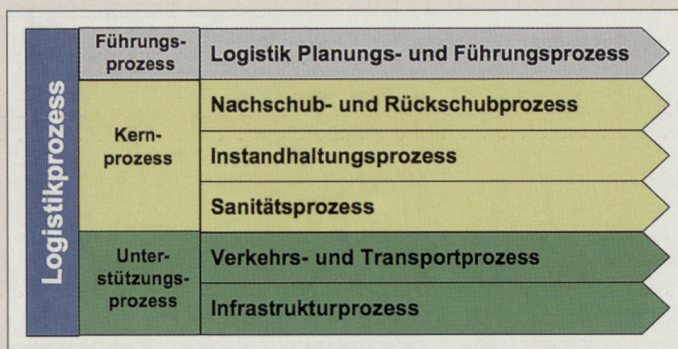 Logistikprozess
Führungs-
prozess
Logistik Planungs- und Führungsprozess
Kern-
prozess
Nachschub- und Rückschubprozess
Instandhaltungsprozess
Sanitätsprozess
Unter-
stützungs-
prozess
Verkehrs- und Transportprozess
Infrastrukturprozess